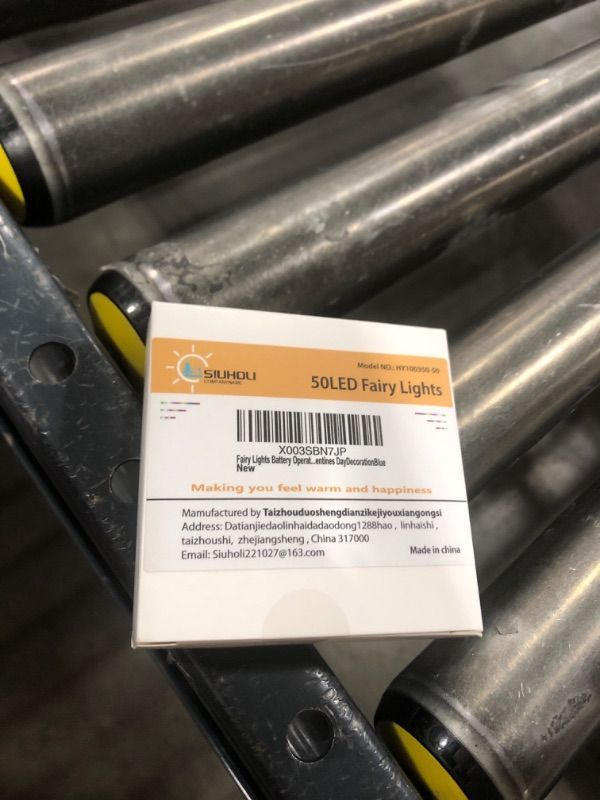 SIUHOLI
COMPANYNAME
Model NO.: HY100350-50
50LED Fairy Lights
X003SBN7JP
Fairy Lights Battery Operat...entines DayDecorationBlue
New
Making you feel warm and happiness
Manufactured by Taizhouduoshengdianzikejiyouxiangongsi
Address: Datianjiedaolinhaidadaodong1288hao , linhaishi ,
taizhoushi, zhejiangsheng , China 317000
Email: Siuholi221027@163.com
Made in china